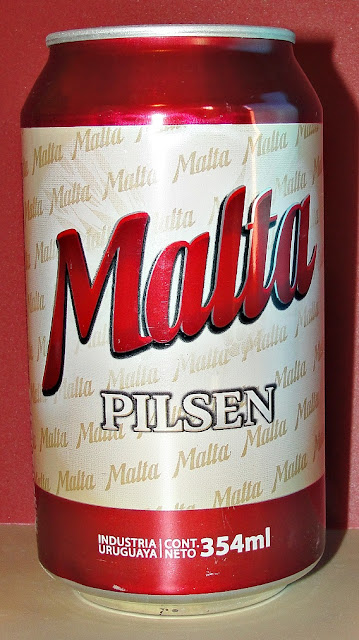 Malta
PILSEN
INDUSTRIA CONT. 354ml
URUGUAYA NETO